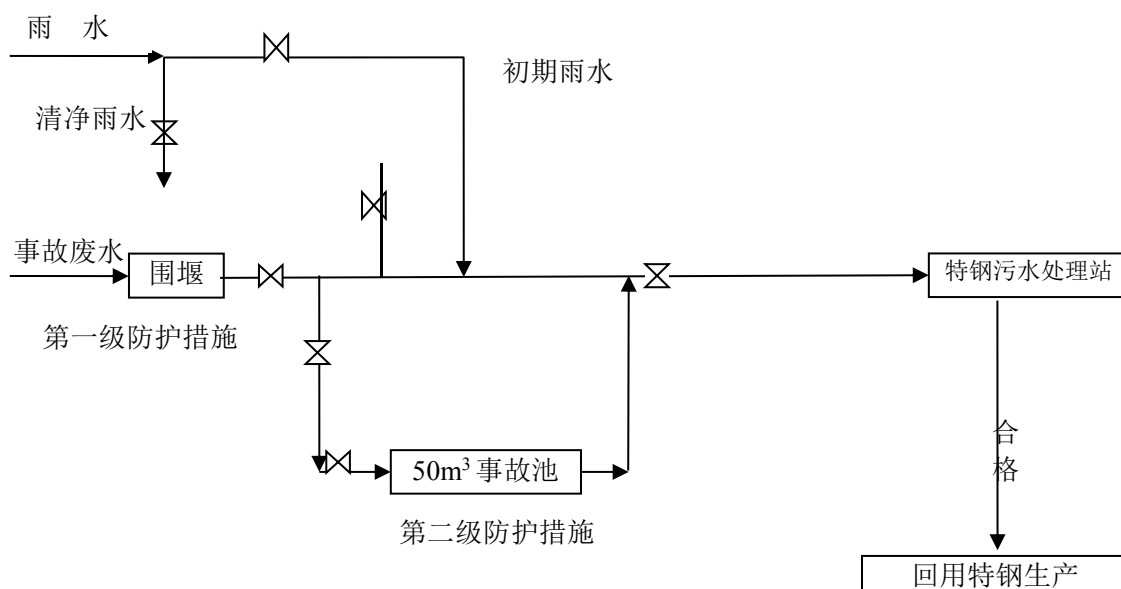 雨 水
初期雨水
清净雨水
事故废水
围堰
特钢污水处理站
第一级防护措施
合
格
50m³ 事故池
第二级防护措施
回用特钢生产